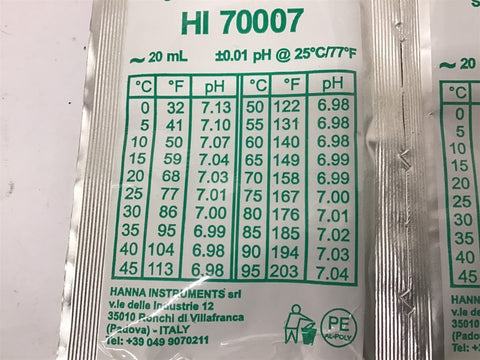 HI 70007
~ 20 mL ±0.01 pH @ 25°C/77°F
°C °F pH °C °F pH
0 32 7.13 50 122 6.98
5 41 7.10 55 131 6.98
10 50 7.07 60 140 6.98
15 59 7.04 65 149 6.99
20 68 7.03 70 158 6.99
25 77 7.01 75 167 7.00
30 86 7.00 80 176 7.01
35 95 6.99 85 185 7.02
40 104 6.98 90 194 7.03
45 113 6.98 95 203 7.04
HANNA INSTRUMENTS srl
v.le delle Industrie 12
35010 Ronchi di Villafranca
(Padova) - ITALY
Tel: +39 049 9070211
PE
AL-POLY
~ 20
°C
0
5
10
15
20
25
30
35
40
45
HANN
v.le d
35010
(Pado
Tel: +